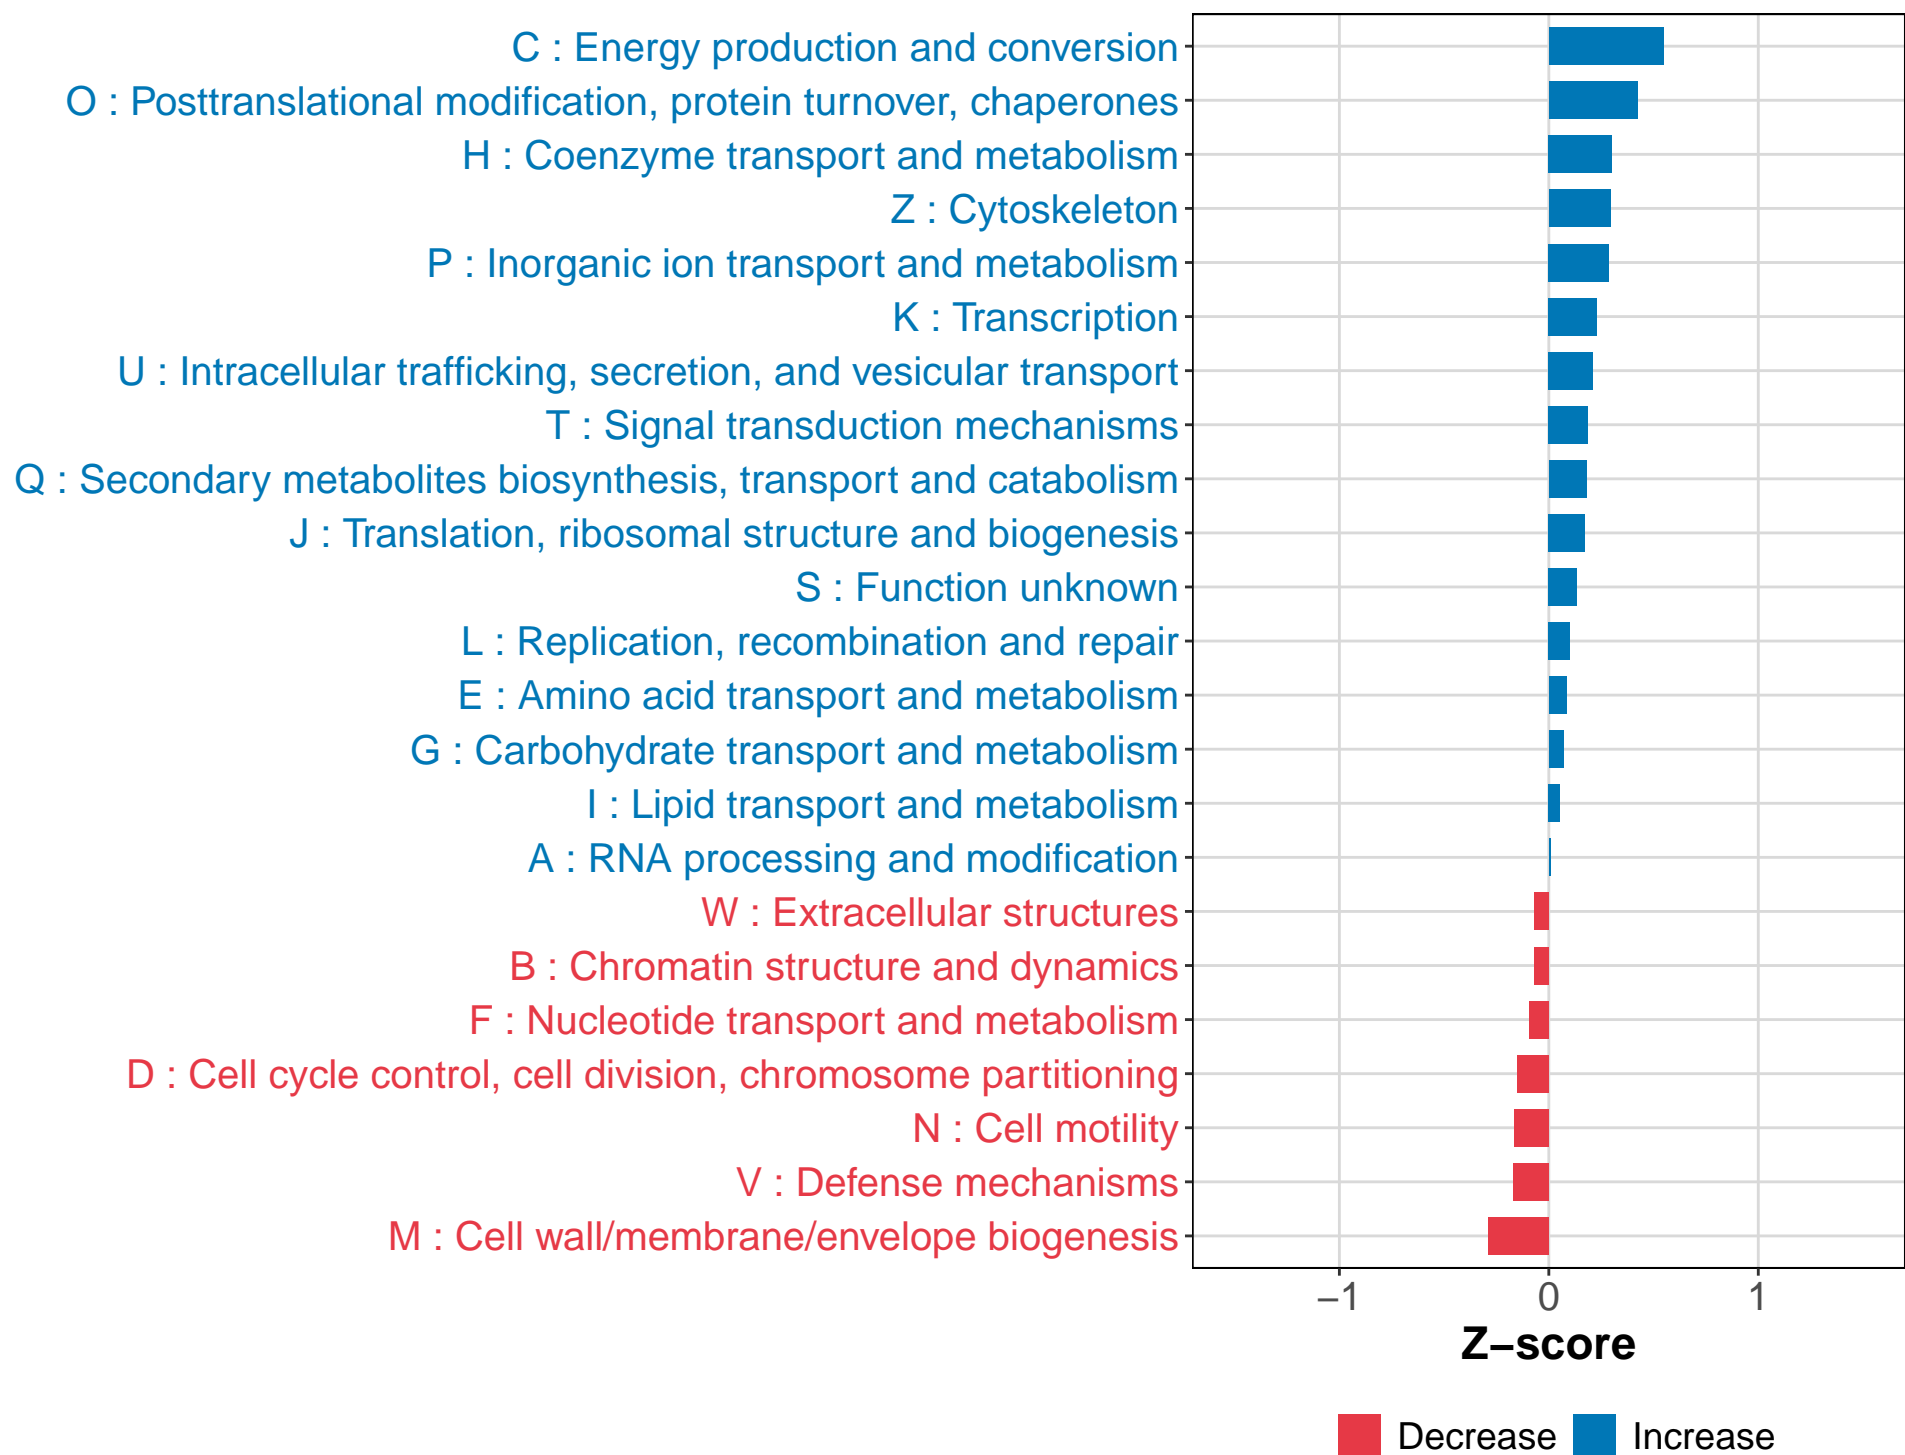 C : Energy production and conversion
O : Posttranslational modification, protein turnover, chaperones
H : Coenzyme transport and metabolism
Z : Cytoskeleton
P : Inorganic ion transport and metabolism
K : Transcription
U : Intracellular trafficking, secretion, and vesicular transport
T : Signal transduction mechanisms
Q : Secondary metabolites biosynthesis, transport and catabolism
J : Translation, ribosomal structure and biogenesis
S : Function unknown
L : Replication, recombination and repair
E : Amino acid transport and metabolism
G : Carbohydrate transport and metabolism
I : Lipid transport and metabolism
A : RNA processing and modification
W : Extracellular structures
B : Chromatin structure and dynamics
F : Nucleotide transport and metabolism
D : Cell cycle control, cell division, chromosome partitioning
N : Cell motility
V : Defense mechanisms
M : Cell wall/membrane/envelope biogenesis
−1 0 1
Z−score
Decrease Increase